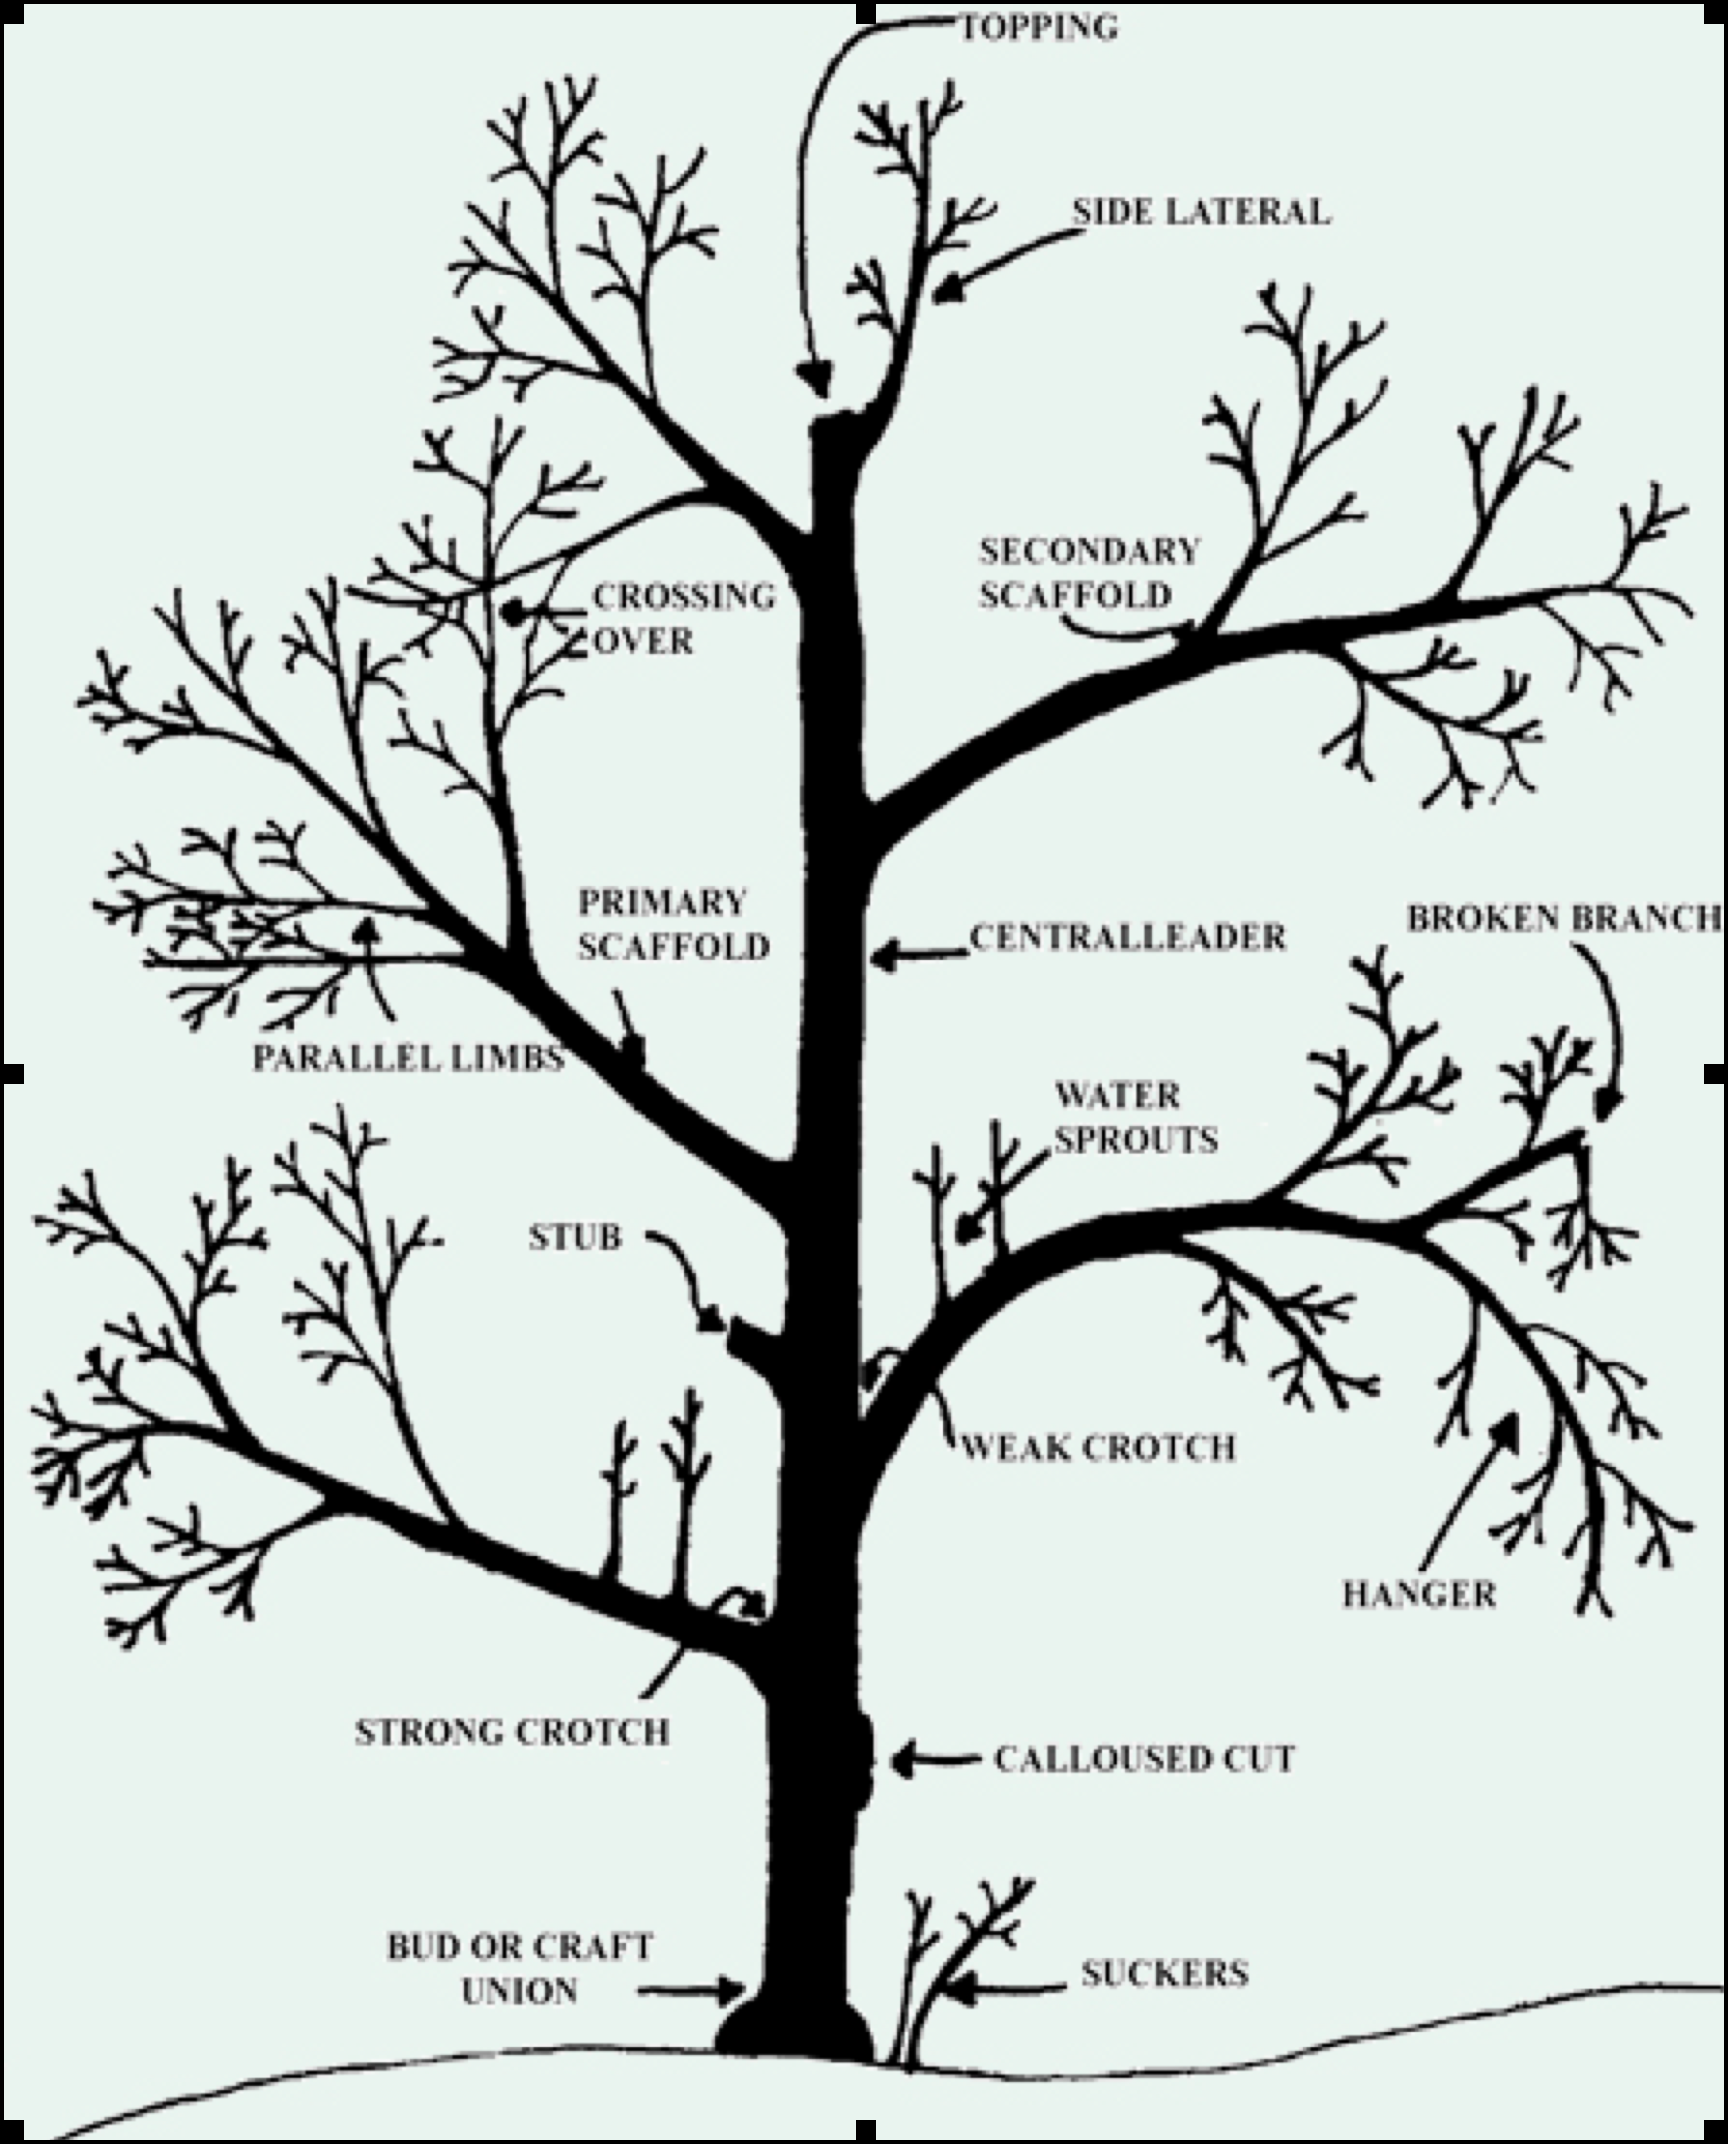 TOPPING
SIDE LATERAL
SECONDARY
SCAFFOLD
CROSSING
OVER
PRIMARY
SCAFFOLD
CENTRALLEADER
BROKEN BRANCH
PARALLEL LIMBS
WATER
SPROUTS
STUB
WEAK CROTCH
HANGER
STRONG CROTCH
CALLOUSED CUT
BUD OR CRAFT
UNION
SUCKERS